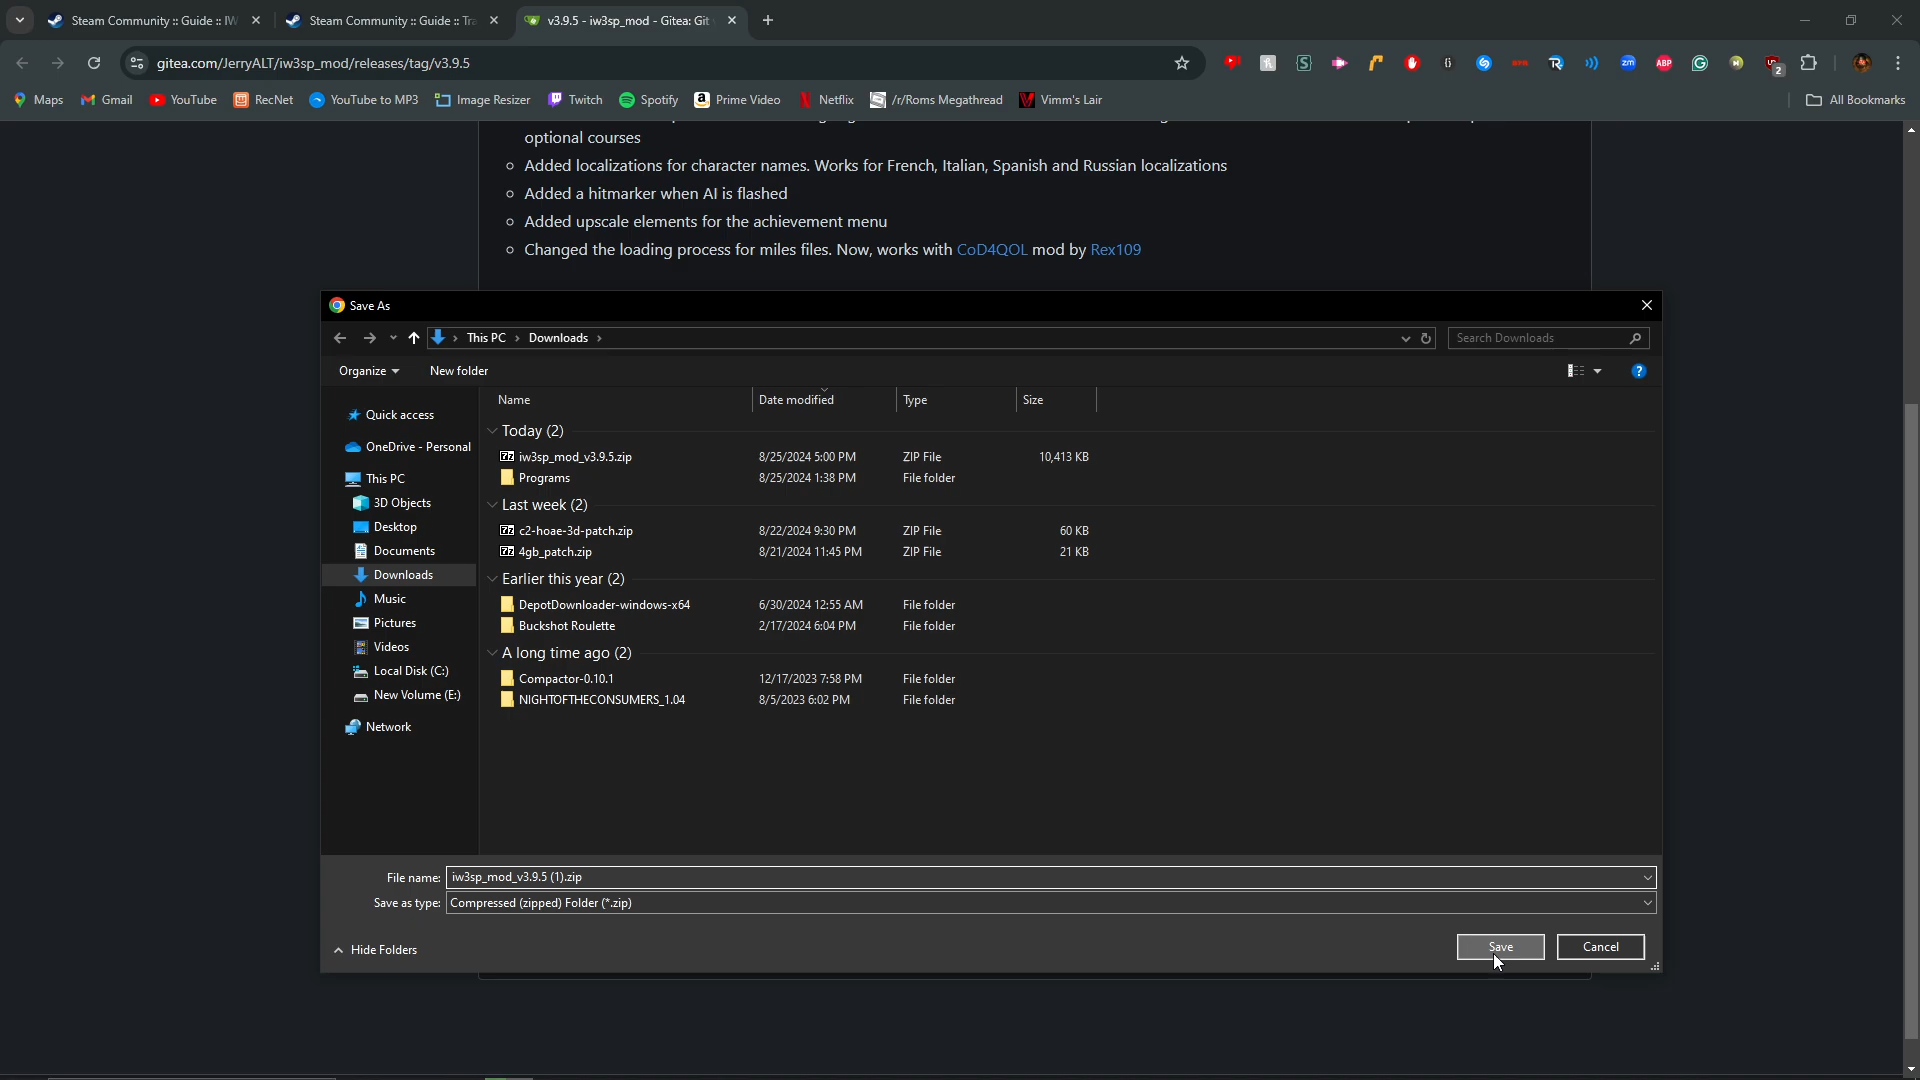 Steam Community :: Guide :: IW
Steam Community :: Guide :: Tra
v3.9.5 - iw3sp_mod - Gitea: Git
gitea.com/JerryALT/iw3sp_mod/releases/tag/v3.9.5
Maps
Gmail
YouTube
RecNet
YouTube to MP3
Image Resizer
Twitch
Spotify
Prime Video
Netflix
/r/Roms Megathread
Vimm's Lair
All Bookmarks
optional courses
Added localizations for character names. Works for French, Italian, Spanish and Russian localizations
Added a hitmarker when AI is flashed
Added upscale elements for the achievement menu
Changed the loading process for miles files. Now, works with CoD4QOL mod by Rex109
Save As
This PC
Downloads
Search Downloads
Organize
New folder
Quick access
OneDrive - Personal
This PC
3D Objects
Desktop
Documents
Downloads
Music
Pictures
Videos
Local Disk (C:)
New Volume (E:)
Network
Name Date modified Type Size
Today (2)
iw3sp_mod_v3.9.5.zip 8/25/2024 5:00 PM ZIP File 10,413 KB
Programs 8/25/2024 1:38 PM File folder
Last week (2)
c2-hoae-3d-patch.zip 8/22/2024 9:30 PM ZIP File 60 KB
4gb_patch.zip 8/21/2024 11:45 PM ZIP File 21 KB
Earlier this year (2)
DepotDownloader-windows-x64 6/30/2024 12:55 AM File folder
Buckshot Roulette 2/17/2024 6:04 PM File folder
A long time ago (2)
Compactor-0.10.1 12/17/2023 7:58 PM File folder
NIGHTOFTHECONSUMERS_1.04 8/5/2023 6:02 PM File folder
File name: iw3sp_mod_v3.9.5 (1).zip
Save as type: Compressed (zipped) Folder (*.zip)
Hide Folders
Save
Cancel